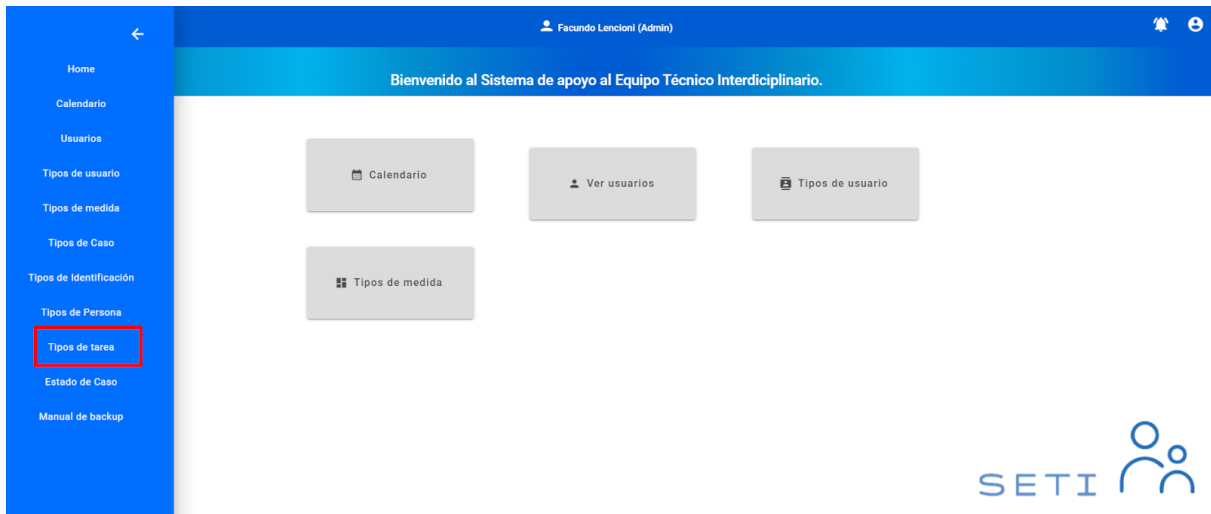 Facundo Lencioni (Admin)
Home
Calendario
Usuarios
Tipos de usuario
Tipos de medida
Tipos de Caso
Tipos de Identificación
Tipos de Persona
Tipos de tarea
Estado de Caso
Manual de backup
Bienvenido al Sistema de apoyo al Equipo Técnico Interdiciplinario.
Calendario
Ver usuarios
Tipos de usuario
Tipos de medida
SETI